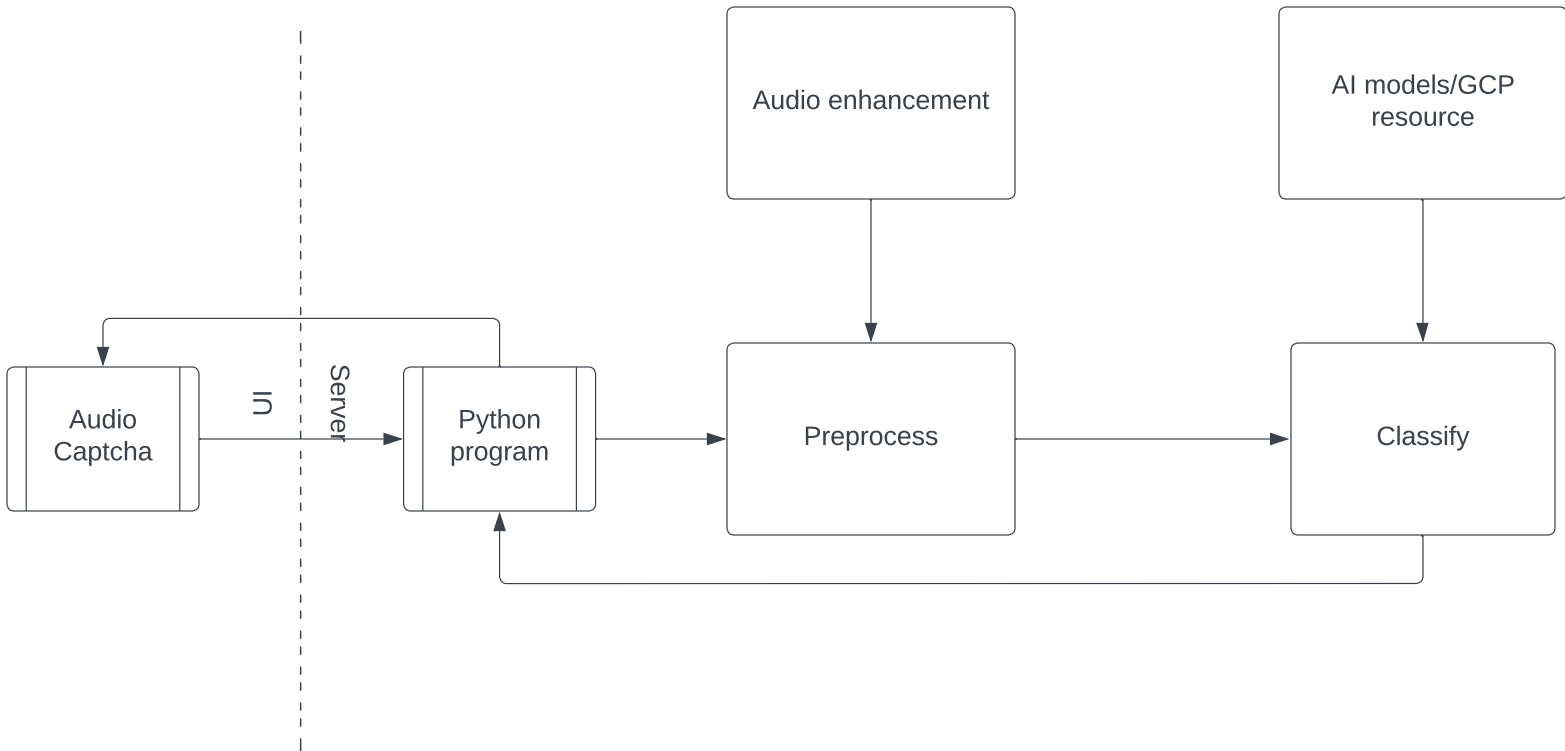 Audio enhancement
AI models/GCP
resource
Audio
Captcha
UI
Server
Python
program
Preprocess
Classify